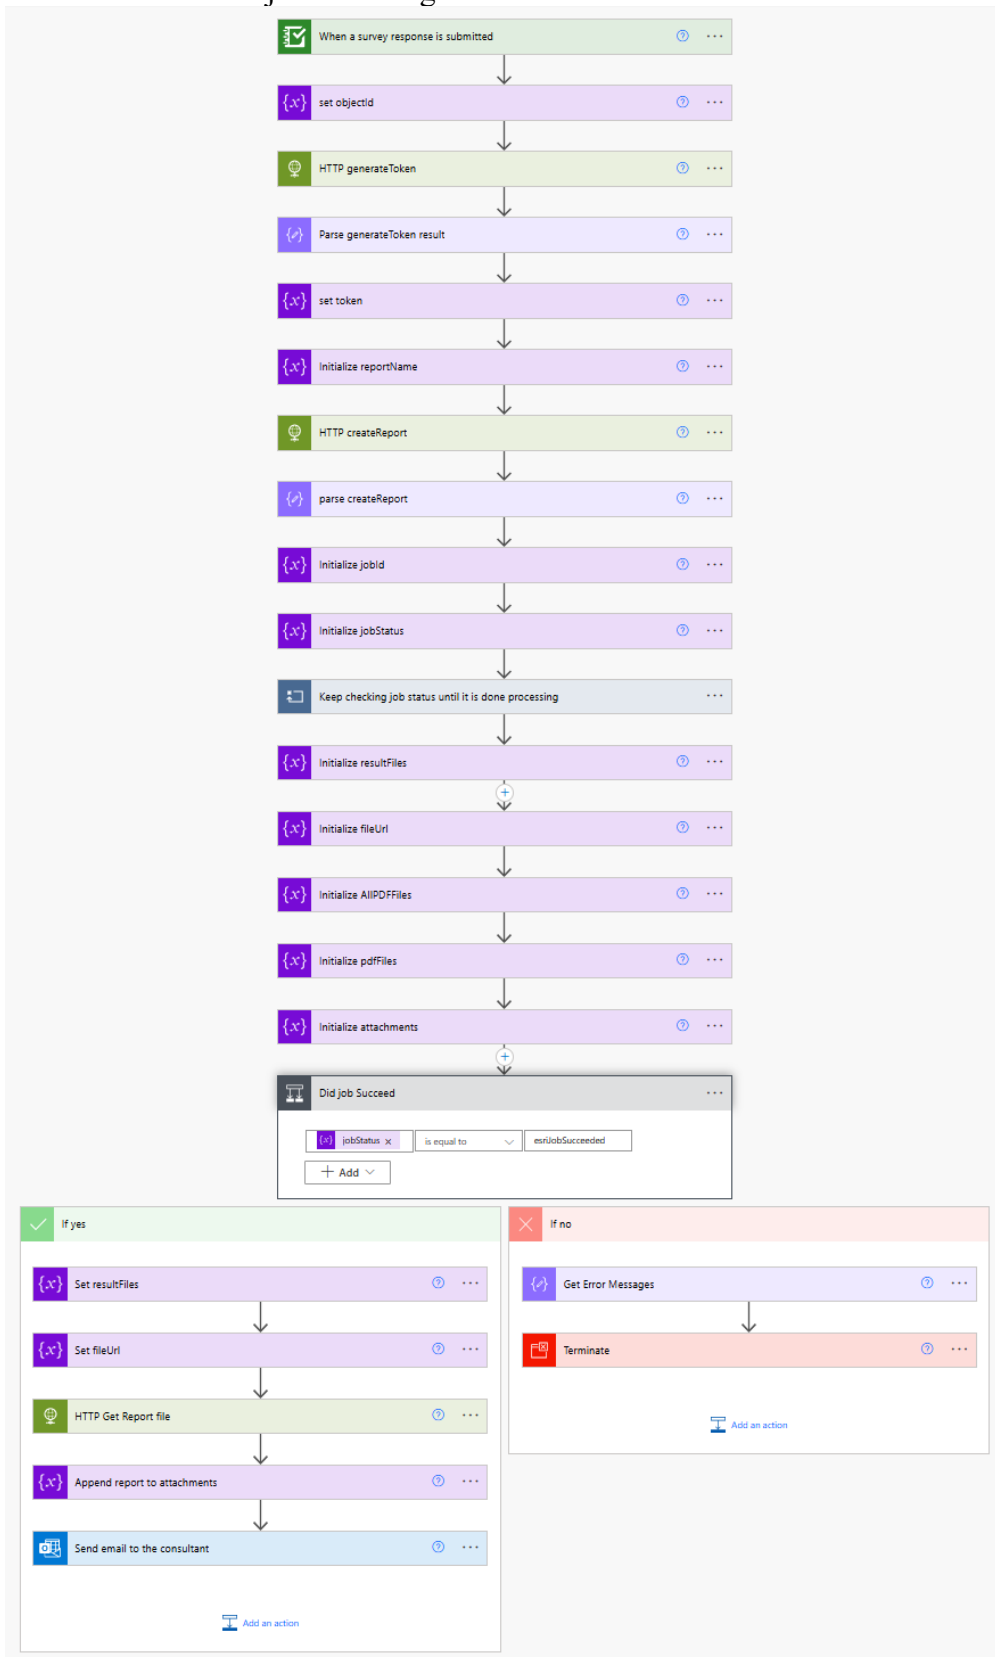 When a survey response is submitted
set objectId
HTTP generateToken
Parse generateToken result
set token
Initialize reportName
HTTP createReport
parse createReport
Initialize jobId
Initialize jobStatus
Keep checking job status until it is done processing
Initialize resultFiles
Initialize fileUrl
Initialize AllPDFFiles
Initialize pdfFiles
Initialize attachments
Did job Succeed
jobStatus is equal to esriJobSucceeded
Add
If yes
Set resultFiles
Set fileUrl
HTTP Get Report file
Append report to attachments
Send email to the consultant
Add an action
If no
Get Error Messages
Terminate
Add an action